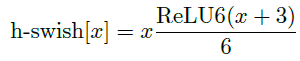 h-swish[x] = x ReLU6(x + 3) / 6